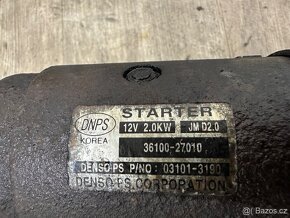 STARTER
DNPS
KOREA
12V 2.0KW JM D2.0
36100-27010
DENSO PS P/NO : 03101-3190
DENSO PS CORPORATION
Bazoš.cz